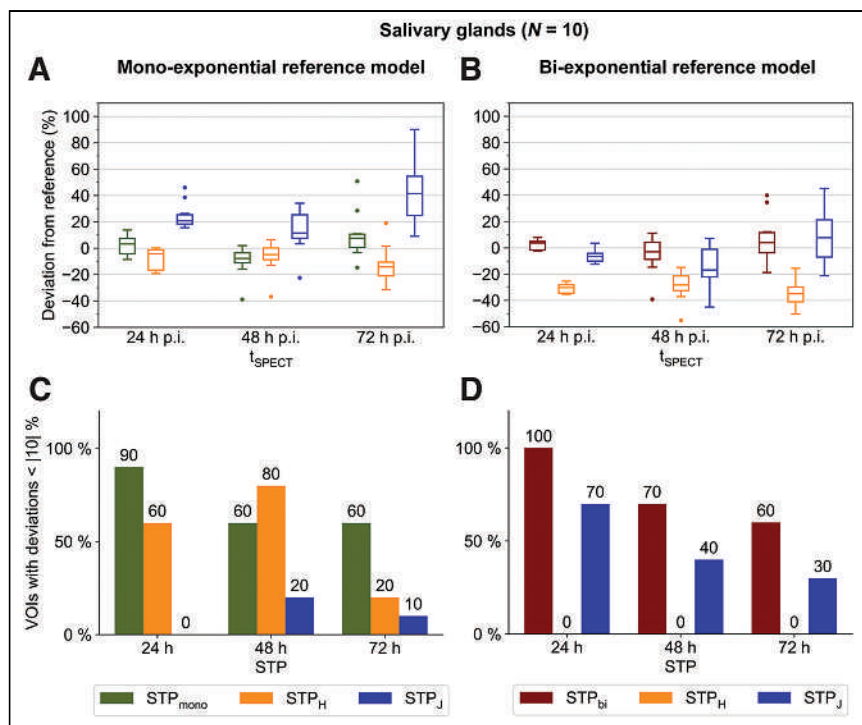 Salivary glands (N = 10)
A
Mono-exponential reference model
B
Bi-exponential reference model
Deviation from reference (%)
100
80
60
40
20
0
−20
−40
−60
24 h p.i. 48 h p.i. 72 h p.i.
tSPECT
100
80
60
40
20
0
−20
−40
−60
24 h p.i. 48 h p.i. 72 h p.i.
tSPECT
C
VOIs with deviations < |10| %
100 %
50 %
0 %
90 60 0
60 80 20
60 20 10
24 h 48 h 72 h
STP
STPmono STPH STPJ
D
100 %
50 %
0 %
100 0 70
70 0 40
60 0 30
24 h 48 h 72 h
STP
STPbi STPH STPJ